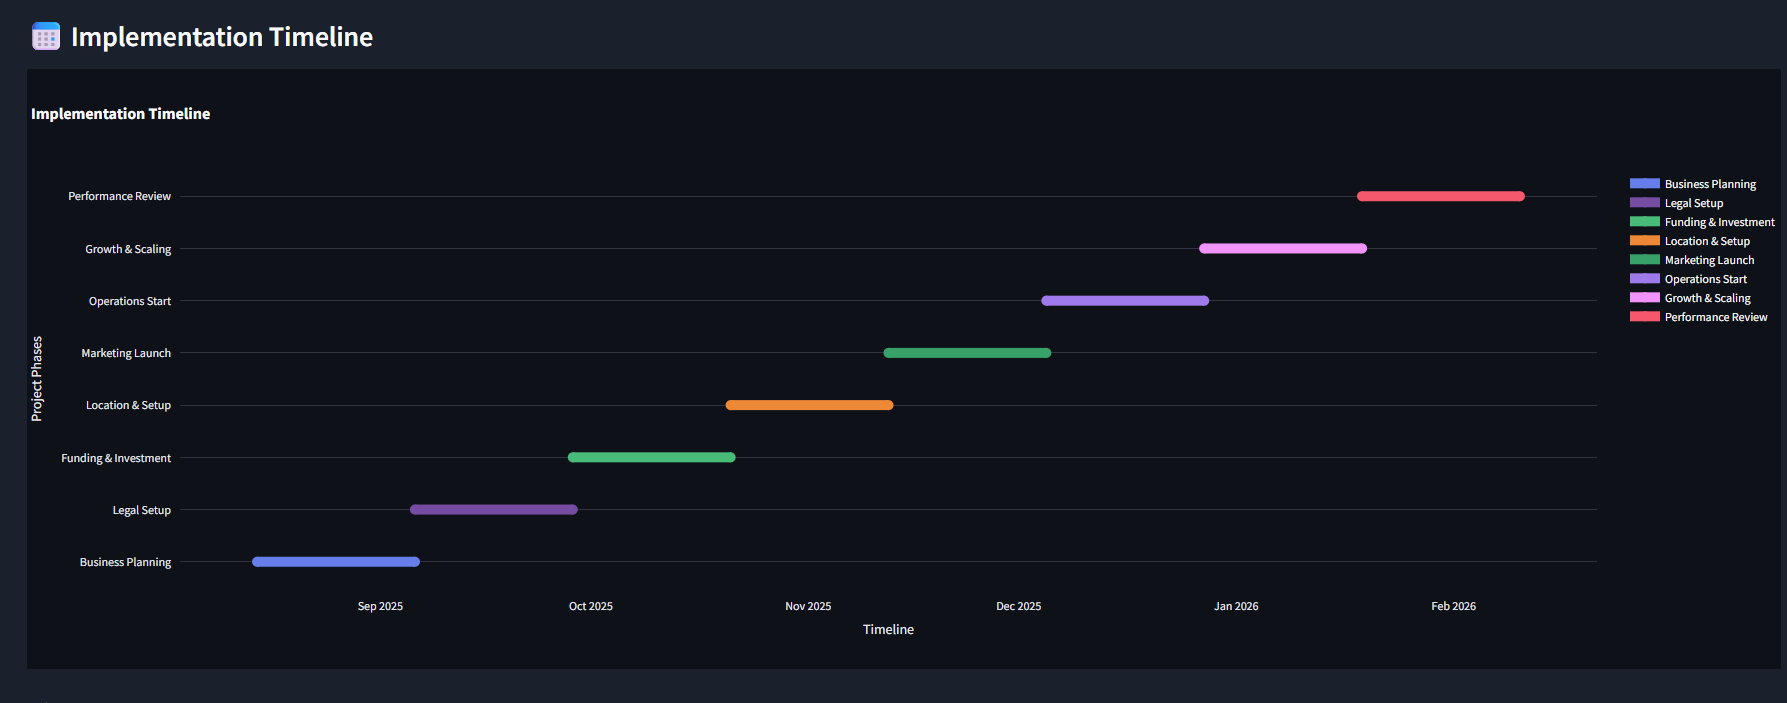 Implementation Timeline
Implementation Timeline
Performance Review
Growth & Scaling
Operations Start
Marketing Launch
Location & Setup
Funding & Investment
Legal Setup
Business Planning
Project Phases
Sep 2025
Oct 2025
Nov 2025
Dec 2025
Jan 2026
Feb 2026
Timeline
Business Planning
Legal Setup
Funding & Investment
Location & Setup
Marketing Launch
Operations Start
Growth & Scaling
Performance Review